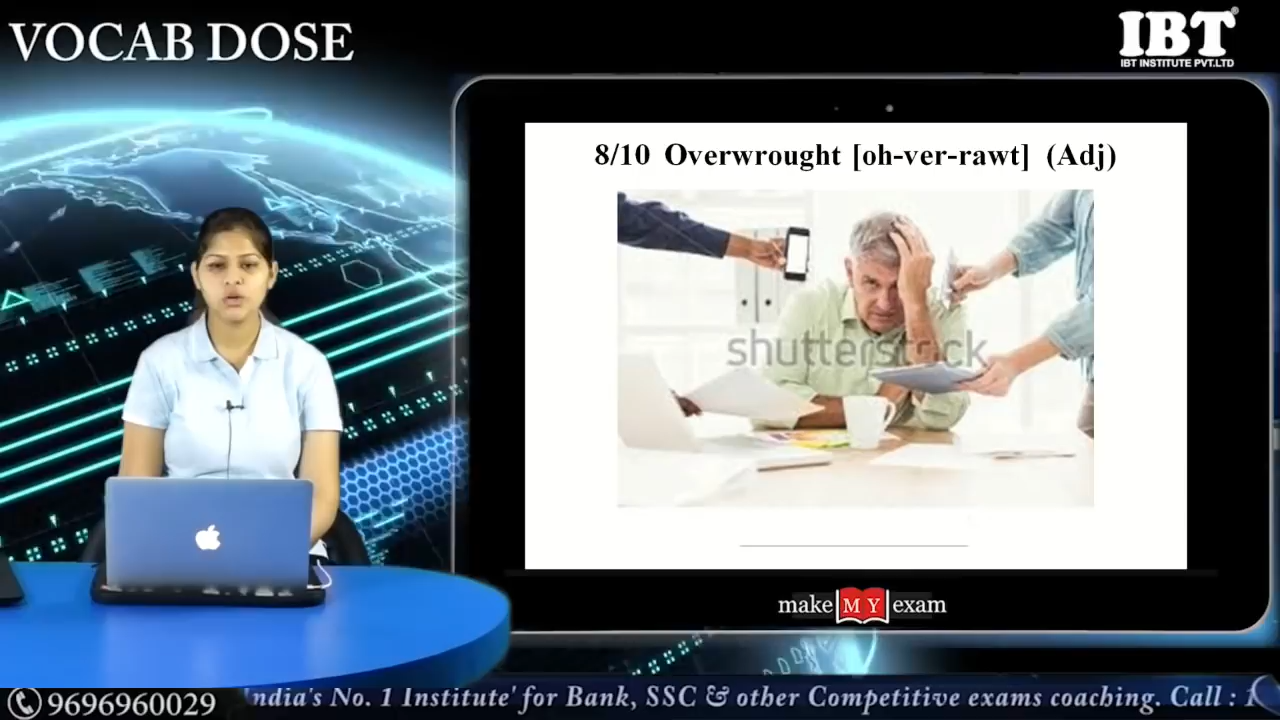 VOCAB DOSE
IBT®
IBT INSTITUTE PVT.LTD
8/10 Overwrought [oh-ver-rawt] (Adj)
shutterstock
make MY exam
9696960029 India's No. 1 Institute' for Bank, SSC & other Competitive exams coaching. Call : 1